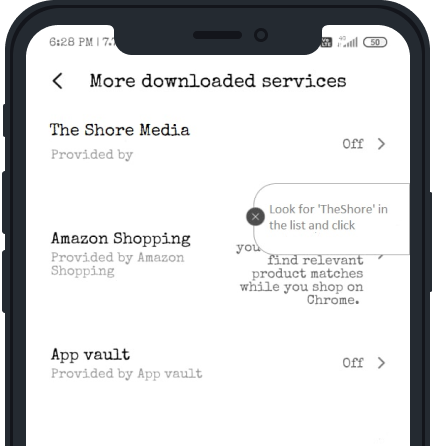 6:28 PM | 7.
4G
50
More downloaded services
The Shore Media
Off
Provided by
Look for 'TheShore' in
the list and click
Amazon Shopping
you
Provided by Amazon
find relevant
Shopping
product matches
while you shop on
Chrome.
App vault
Off
Provided by App vault